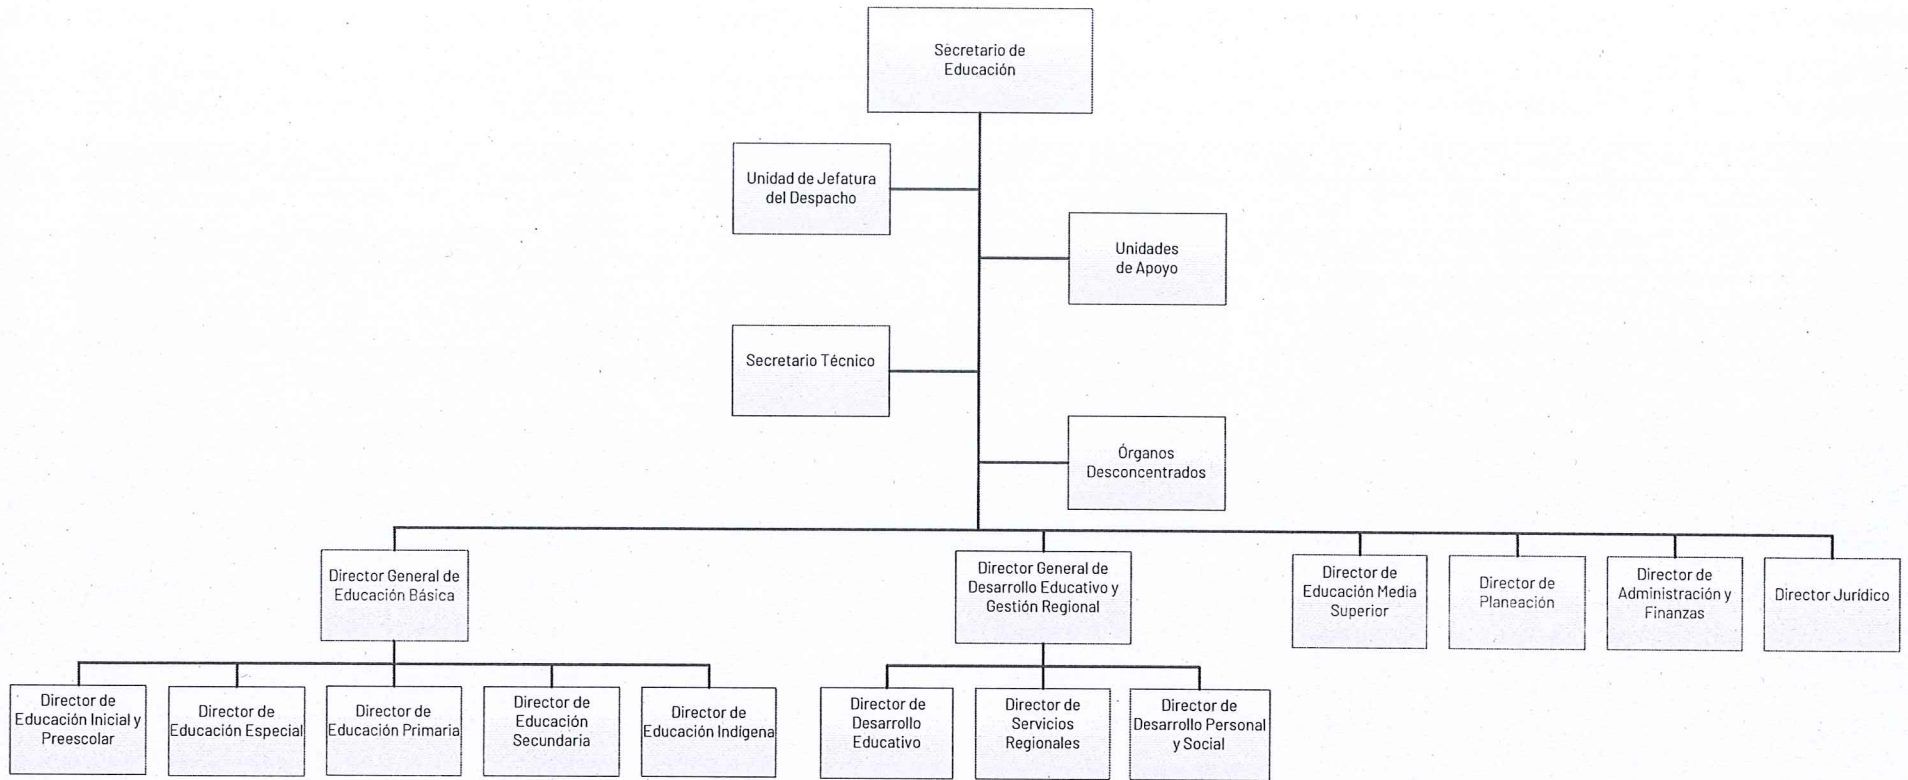 Secretario de
Educación
Unidad de Jefatura
del Despacho
Unidades
de Apoyo
Secretario Técnico
Órganos
Desconcentrados
Director General de
Educación Básica
Director General de
Desarrollo Educativo y
Gestión Regional
Director de
Educación Media
Superior
Director de
Planeación
Director de
Administración y
Finanzas
Director Jurídico
Director de
Educación Inicial y
Preescolar
Director de
Educación Especial
Director de
Educación Primaria
Director de
Educación
Secundaria
Director de
Educación Indígena
Director de
Desarrollo
Educativo
Director de
Servicios
Regionales
Director de
Desarrollo Personal
y Social